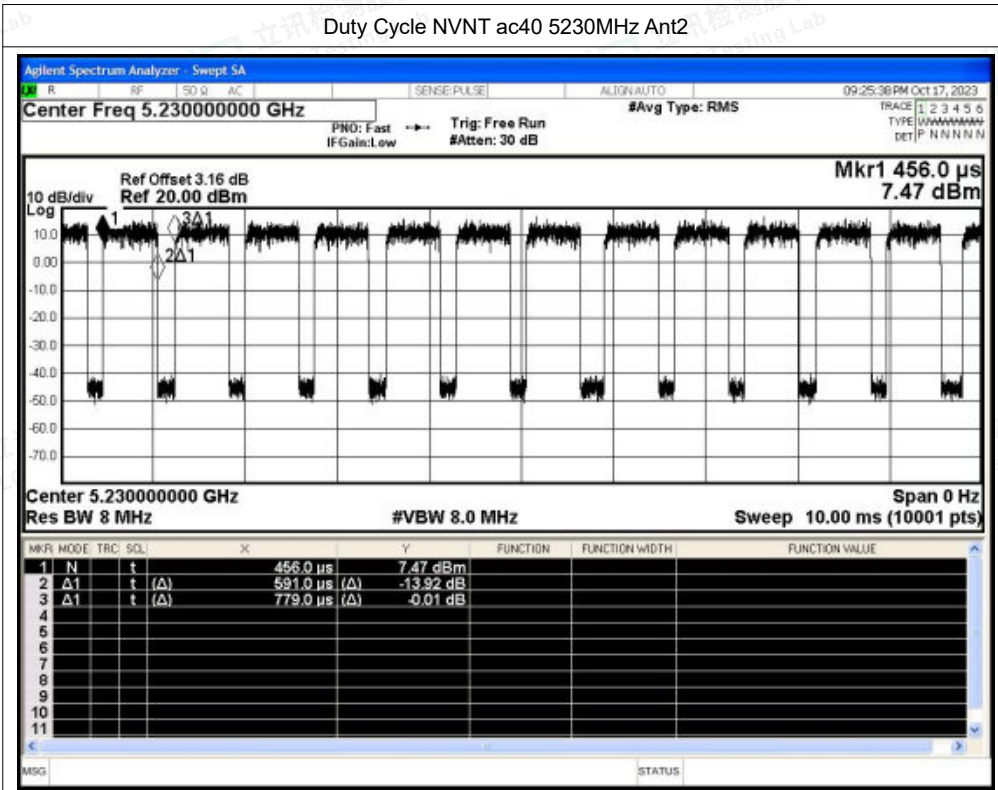 Duty Cycle NVNT ac40 5230MHz Ant2
Agilent Spectrum Analyzer - Swept SA
R RF 50 Ω AC SENSE:PULSE ALIGN AUTO 09:25:38 PM Oct 17, 2023
Center Freq 5.230000000 GHz #Avg Type: RMS TRACE 1 2 3 4 5 6
PNO: Fast Trig: Free Run TYPE W
IFGain:Low #Atten: 30 dB DET P N N N N N
Mkr1 456.0 µs
Ref Offset 3.16 dB
10 dB/div Ref 20.00 dBm 7.47 dBm
Log
1 3Δ1
10.0
2Δ1
0.00
-10.0
-20.0
-30.0
-40.0
-50.0
-60.0
-70.0
Center 5.230000000 GHz Span 0 Hz
Res BW 8 MHz #VBW 8.0 MHz Sweep 10.00 ms (10001 pts)
MKR MODE TRC SCL X Y FUNCTION FUNCTION WIDTH FUNCTION VALUE
1 N t 456.0 µs 7.47 dBm
2 Δ1 t (Δ) 591.0 µs (Δ) -13.92 dB
3 Δ1 t (Δ) 779.0 µs (Δ) -0.01 dB
4
5
6
7
8
9
10
11
MSG STATUS